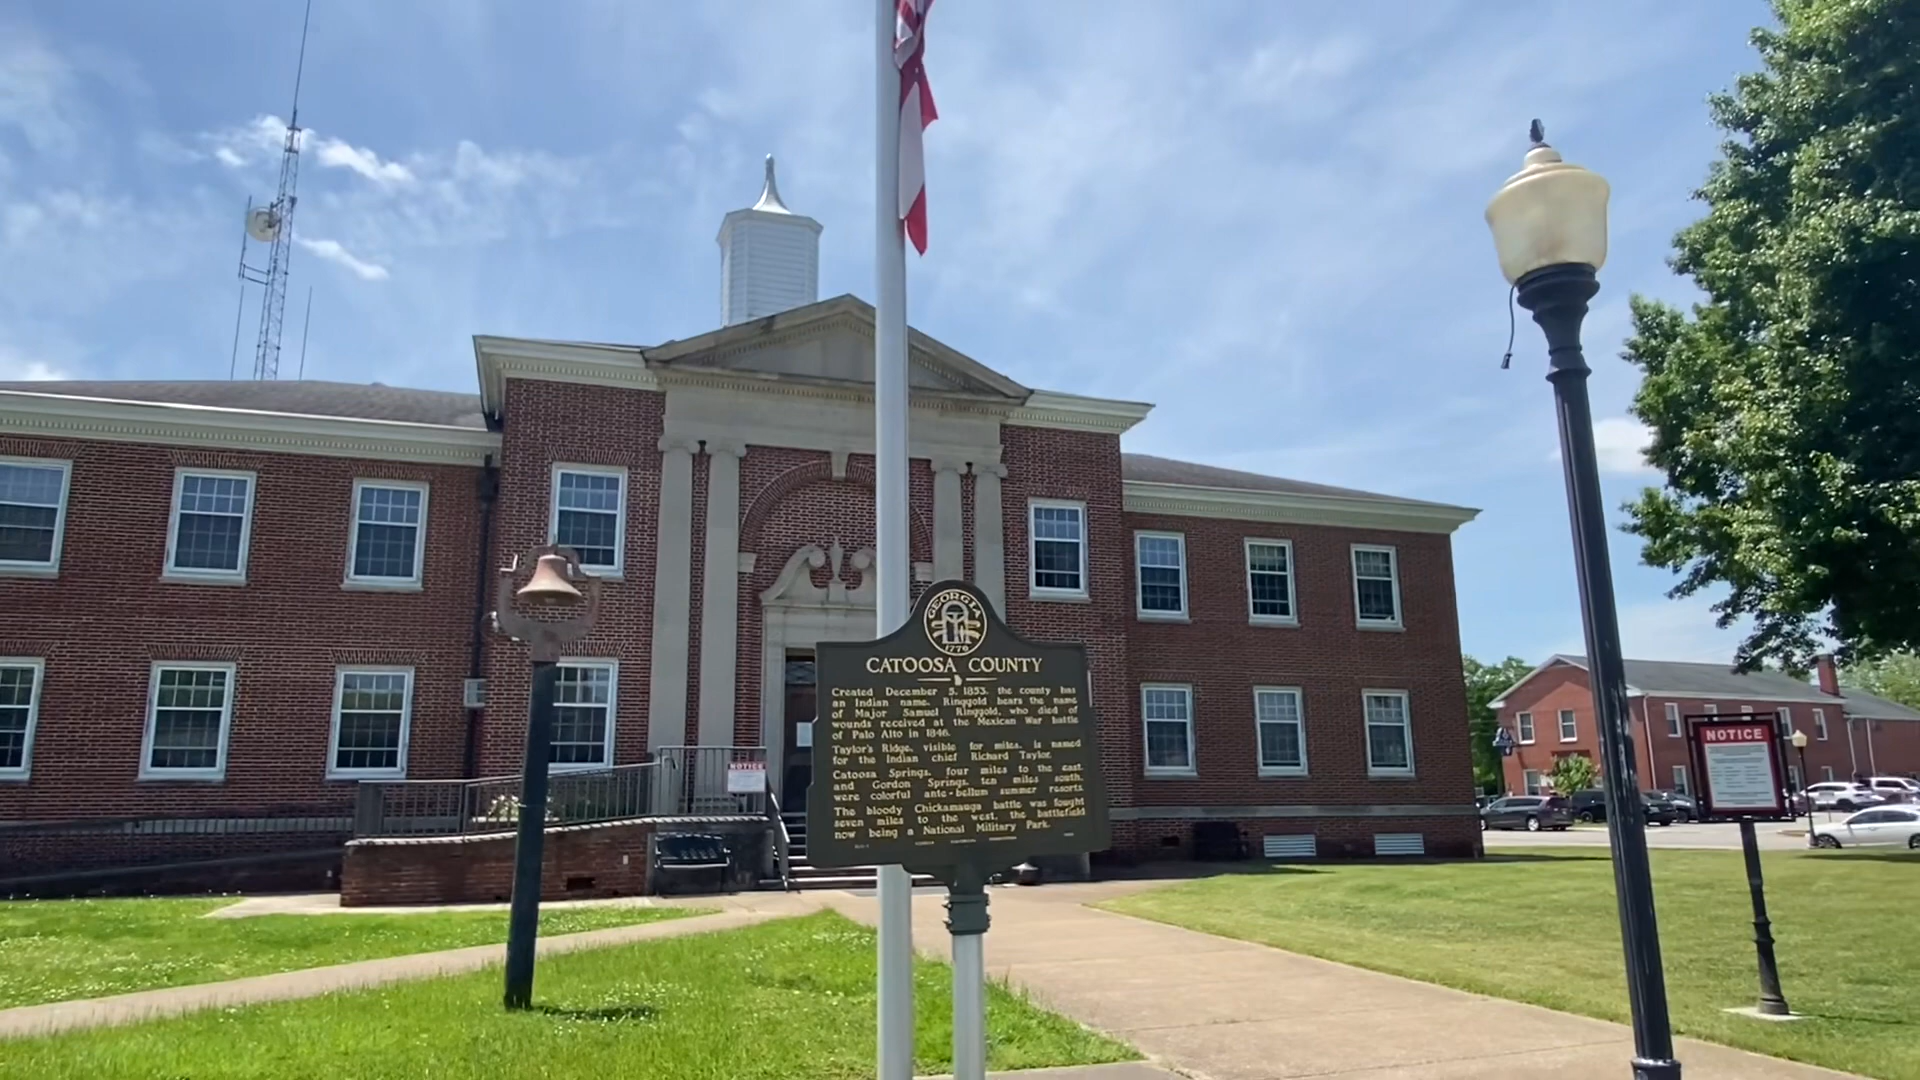 GEORGIA
1776
CATOOSA COUNTY
Created December 5, 1853, the county has
an Indian name. Ringgold bears the name
of Major Samuel Ringgold, who died of
wounds received at the Mexican War battle
of Palo Alto in 1846.
Taylor's Ridge, visible for miles, is named
for the Indian chief Richard Taylor.
Catoosa Springs, four miles to the east,
and Gordon Springs, ten miles south,
were colorful ante-bellum summer resorts.
The bloody Chickamauga battle was fought
seven miles to the west, the battlefield
now being a National Military Park.
NOTICE
NOTICE